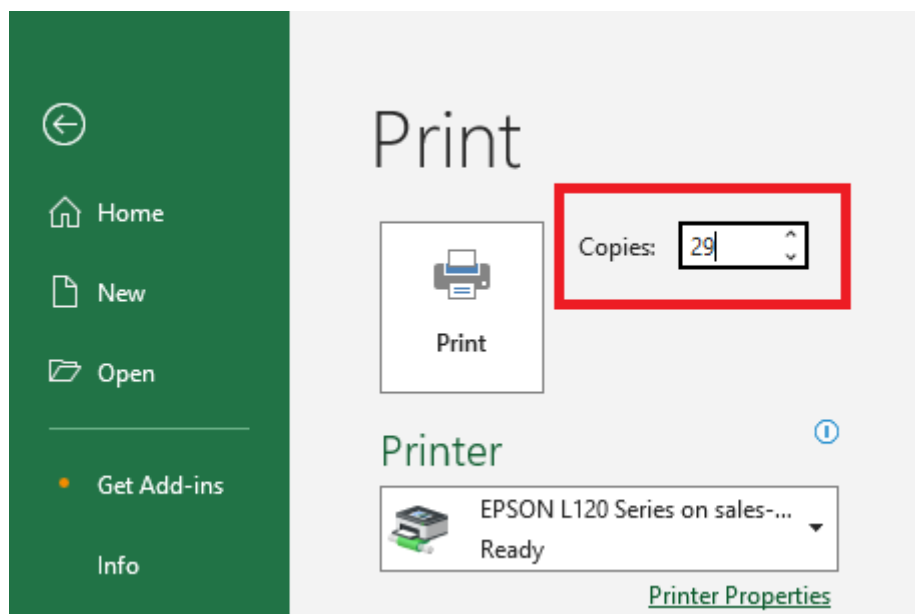 Home
New
Open
Get Add-ins
Info
Print
Print
Copies: 29
Printer
EPSON L120 Series on sales-...
Ready
Printer Properties